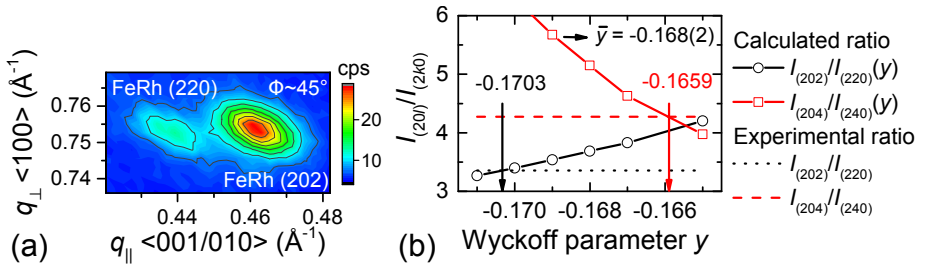 FeRh (220)
Φ~45°
FeRh (202)
cps
20
10
0.76
0.75
0.74
0.44
0.46
0.48
q⊥ <100> (Å⁻¹)
q∥ <001/010> (Å⁻¹)
(a)
6
5
4
3
I(20l)/I(2k0)
ȳ = -0.168(2)
-0.1703
-0.1659
-0.170
-0.168
-0.166
Wyckoff parameter y
(b)
Calculated ratio
I(202)/I(220)(y)
I(204)/I(240)(y)
Experimental ratio
I(202)/I(220)
I(204)/I(240)